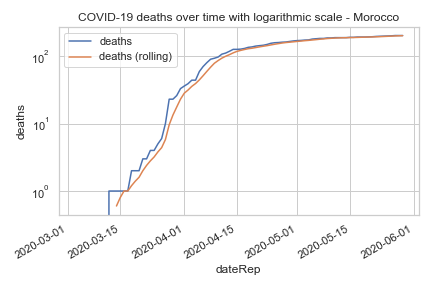 COVID-19 deaths over time with logarithmic scale - Morocco
deaths
deaths (rolling)
10²
10¹
10⁰
deaths
2020-03-01
2020-03-15
2020-04-01
2020-04-15
2020-05-01
2020-05-15
2020-06-01
dateRep